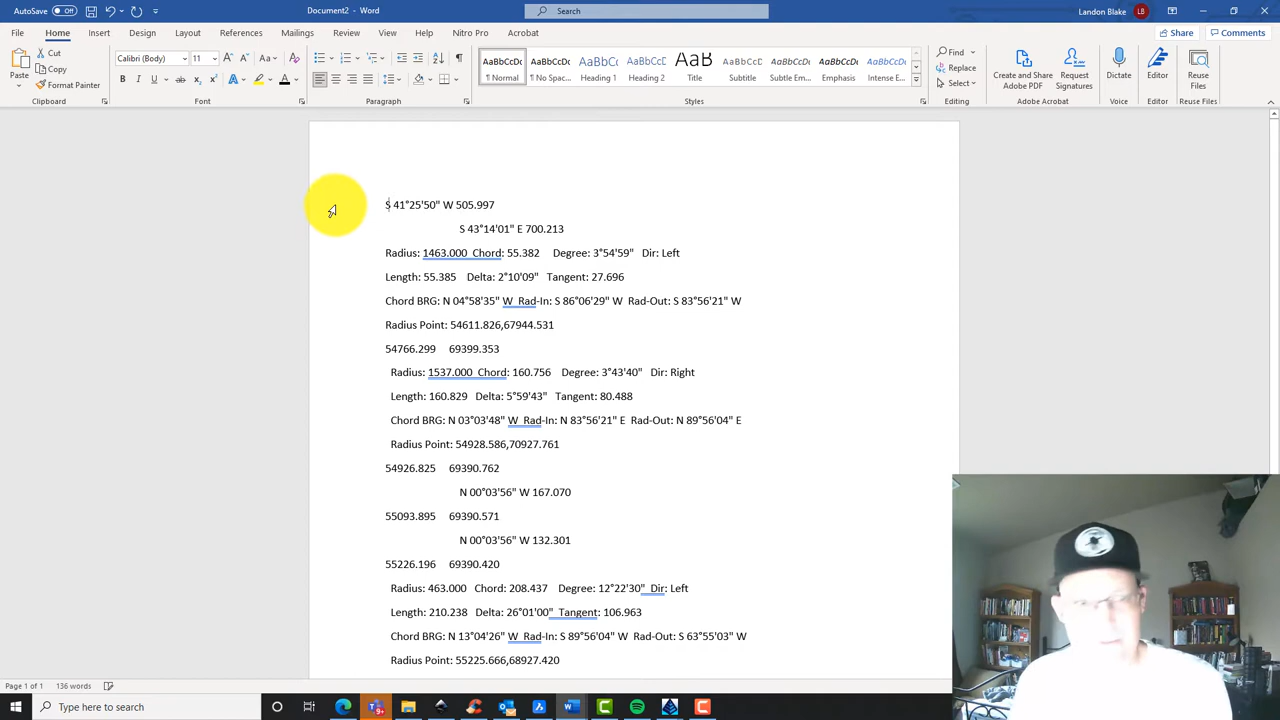 AutoSave Off
Document2 - Word
Search
Landon Blake LB
File Home Insert Design Layout References Mailings Review View Help Nitro Pro Acrobat
Share Comments
Paste
Cut
Copy
Format Painter
Clipboard
Calibri (Body) 11
Font
Paragraph
AaBbCcDc ¶ Normal
AaBbCcDc ¶ No Spac...
AaBbC Heading 1
AaBbCc Heading 2
AaB Title
AaBbCcD Subtitle
AaBbCcDc Subtle Em...
AaBbCcDc Emphasis
AaBbCcDc Intense E...
Styles
Find
Replace
Select
Editing
Create and Share Adobe PDF
Request Signatures
Adobe Acrobat
Dictate
Voice
Editor
Editor
Reuse Files
Reuse Files
S 41°25'50" W 505.997
S 43°14'01" E 700.213
Radius: 1463.000 Chord: 55.382 Degree: 3°54'59" Dir: Left
Length: 55.385 Delta: 2°10'09" Tangent: 27.696
Chord BRG: N 04°58'35" W Rad-In: S 86°06'29" W Rad-Out: S 83°56'21" W
Radius Point: 54611.826,67944.531
54766.299 69399.353
Radius: 1537.000 Chord: 160.756 Degree: 3°43'40" Dir: Right
Length: 160.829 Delta: 5°59'43" Tangent: 80.488
Chord BRG: N 03°03'48" W Rad-In: N 83°56'21" E Rad-Out: N 89°56'04" E
Radius Point: 54928.586,70927.761
54926.825 69390.762
N 00°03'56" W 167.070
55093.895 69390.571
N 00°03'56" W 132.301
55226.196 69390.420
Radius: 463.000 Chord: 208.437 Degree: 12°22'30" Dir: Left
Length: 210.238 Delta: 26°01'00" Tangent: 106.963
Chord BRG: N 13°04'26" W Rad-In: S 89°56'04" W Rad-Out: S 63°55'03" W
Radius Point: 55225.666,68927.420
Page 1 of 1 136 words
Type here to search